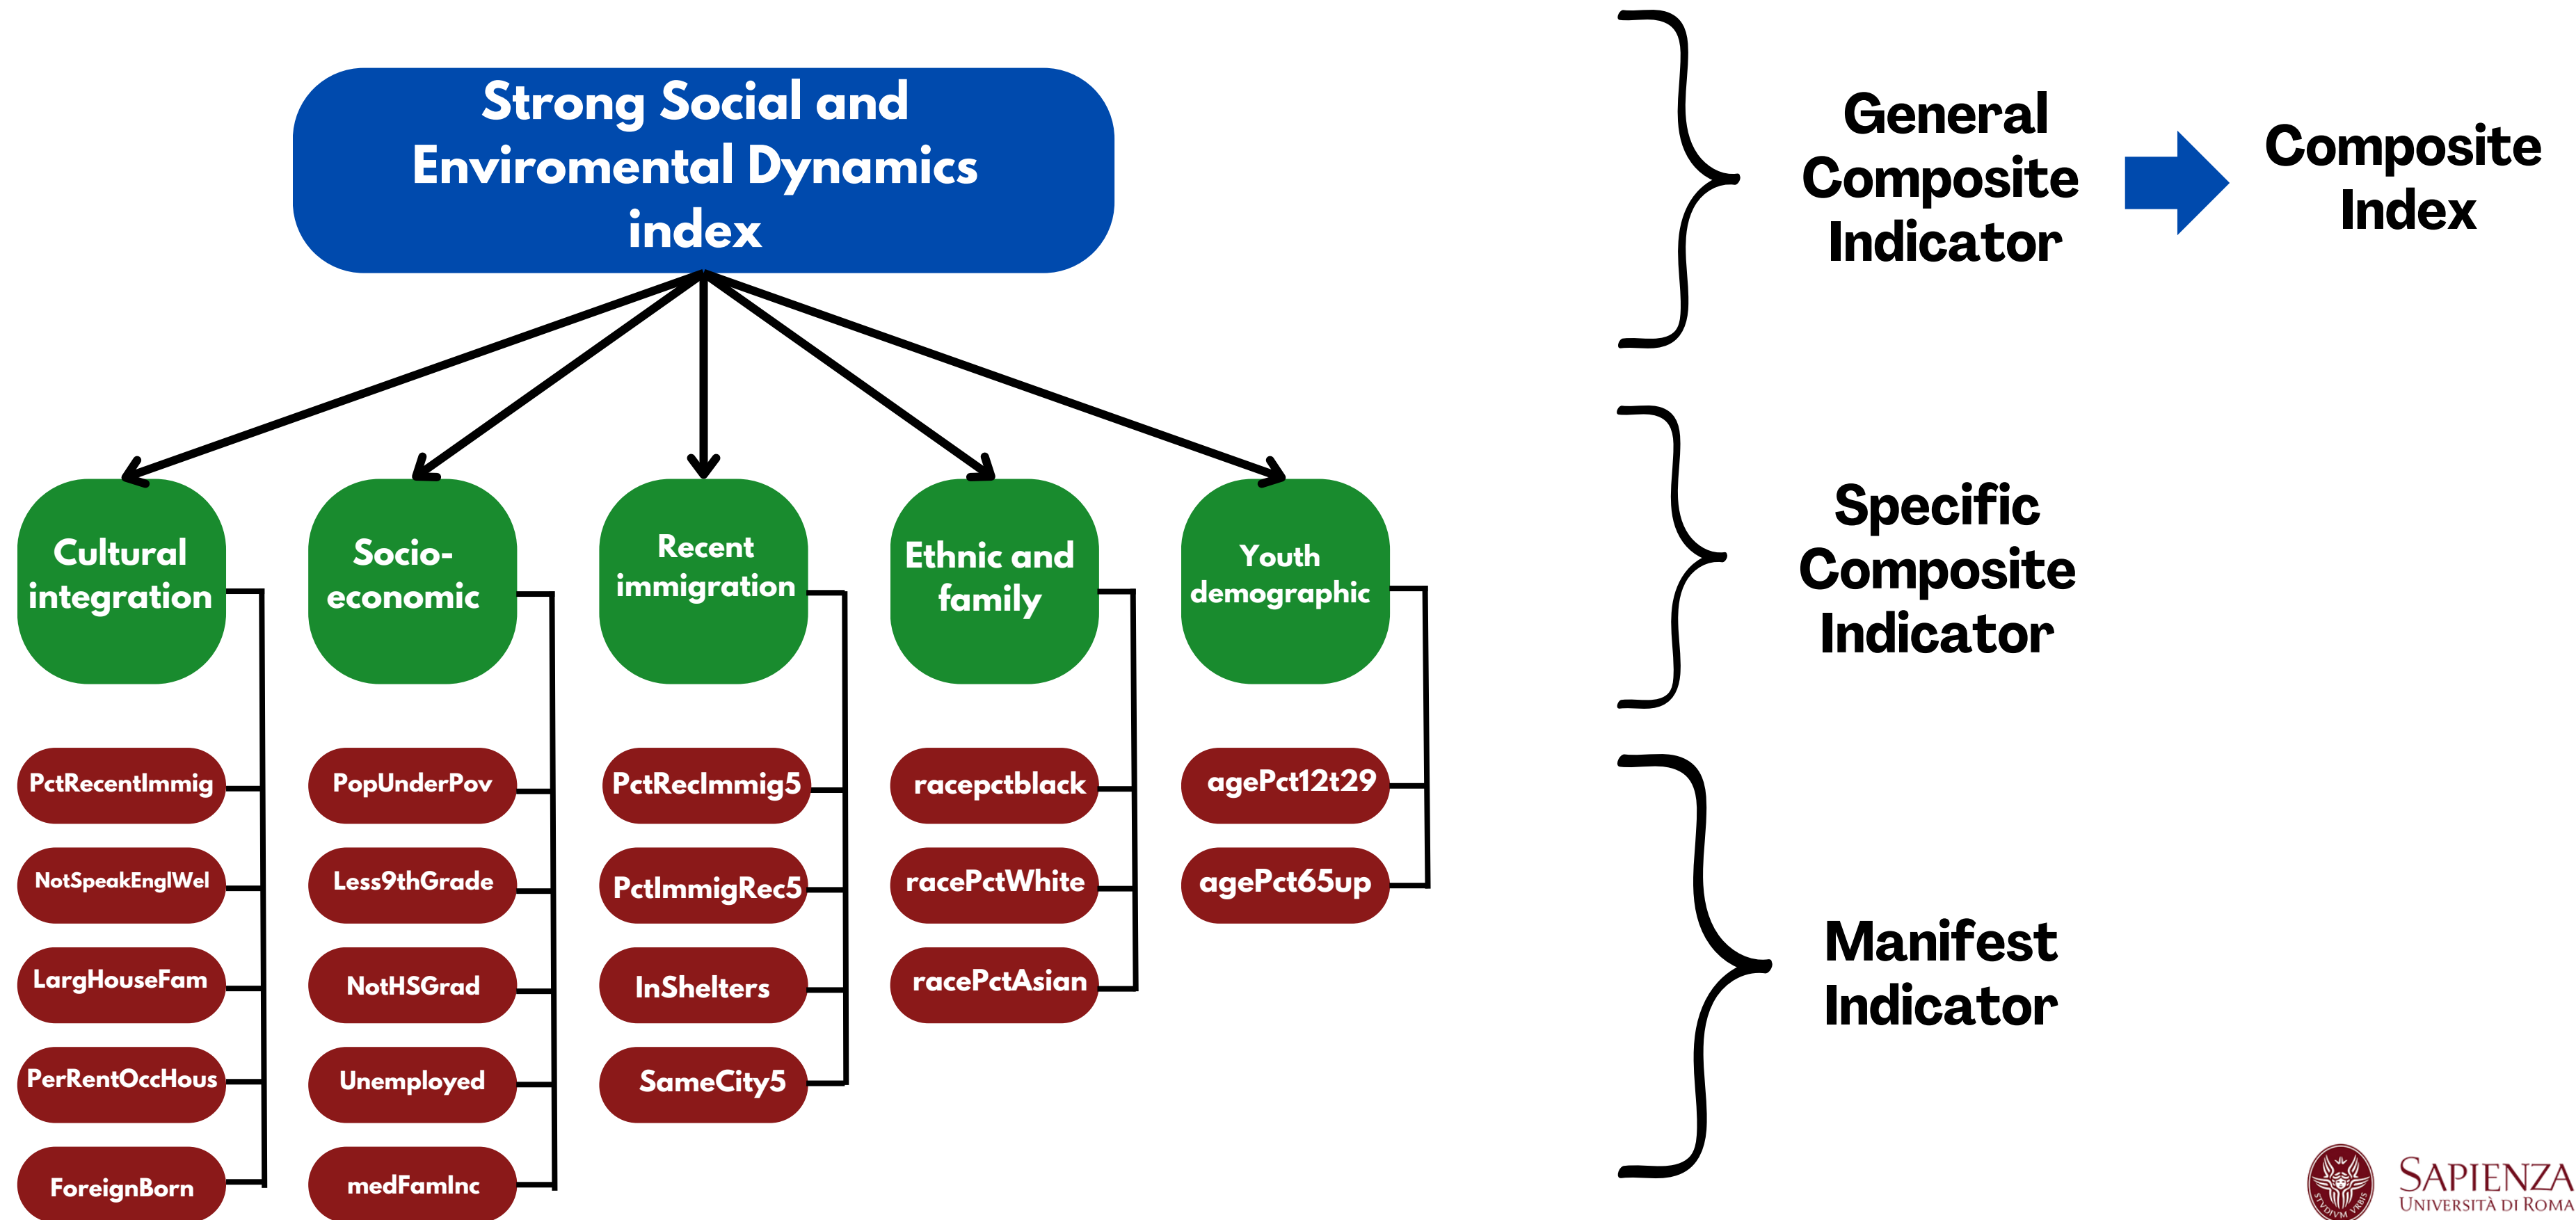 Strong Social and
Enviromental Dynamics
index
General
Composite
Indicator
Composite
Index
Cultural
integration
Socio-
economic
Recent
immigration
Ethnic and
family
Youth
demographic
Specific
Composite
Indicator
PctRecentImmig
NotSpeakEnglWel
LargHouseFam
PerRentOccHous
ForeignBorn
PopUnderPov
Less9thGrade
NotHSGrad
Unemployed
medFamInc
PctRecImmig5
PctImmigRec5
InShelters
SameCity5
racepctblack
racePctWhite
racePctAsian
agePct12t29
agePct65up
Manifest
Indicator
STVDIVM VRBIS
SAPIENZA
UNIVERSITÀ DI ROMA